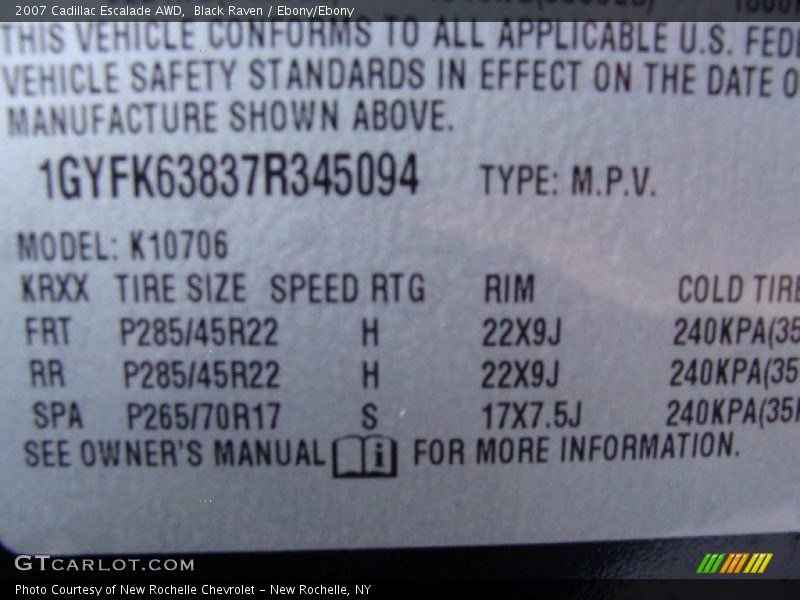 2007 Cadillac Escalade AWD, Black Raven / Ebony/Ebony
THIS VEHICLE CONFORMS TO ALL APPLICABLE U.S. FEDE
VEHICLE SAFETY STANDARDS IN EFFECT ON THE DATE O
MANUFACTURE SHOWN ABOVE.
1GYFK63837R345094 TYPE: M.P.V.
MODEL: K10706
KRXX TIRE SIZE SPEED RTG RIM COLD TIRE
FRT P285/45R22 H 22X9J 240KPA(35
RR P285/45R22 H 22X9J 240KPA(35
SPA P265/70R17 S 17X7.5J 240KPA(35
SEE OWNER'S MANUAL i FOR MORE INFORMATION.
GTCARLOT.COM
Photo Courtesy of New Rochelle Chevrolet - New Rochelle, NY